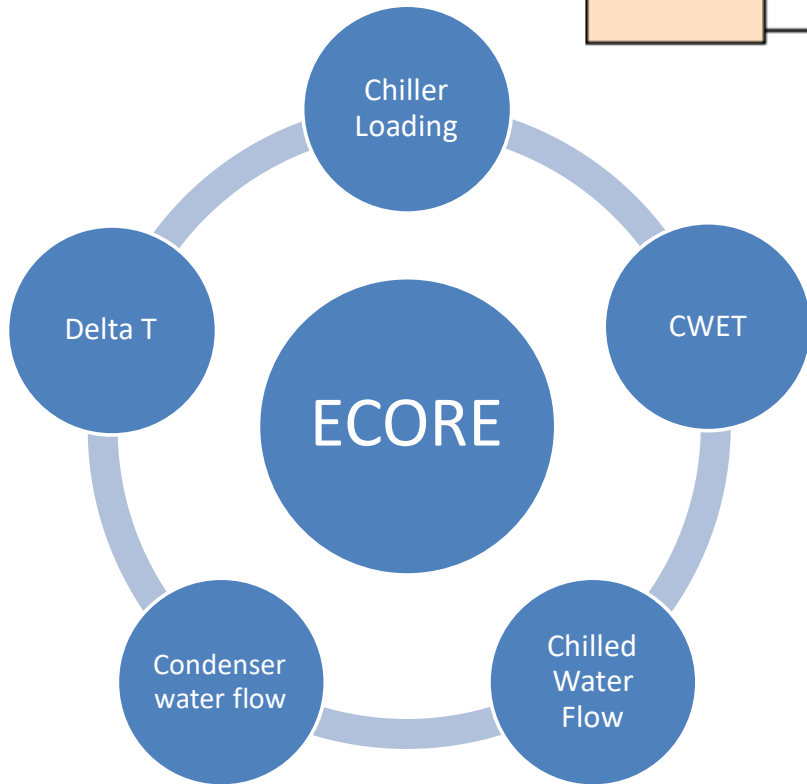 Chiller
Loading
Delta T
CWET
ECORE
Condenser
water flow
Chilled
Water
Flow